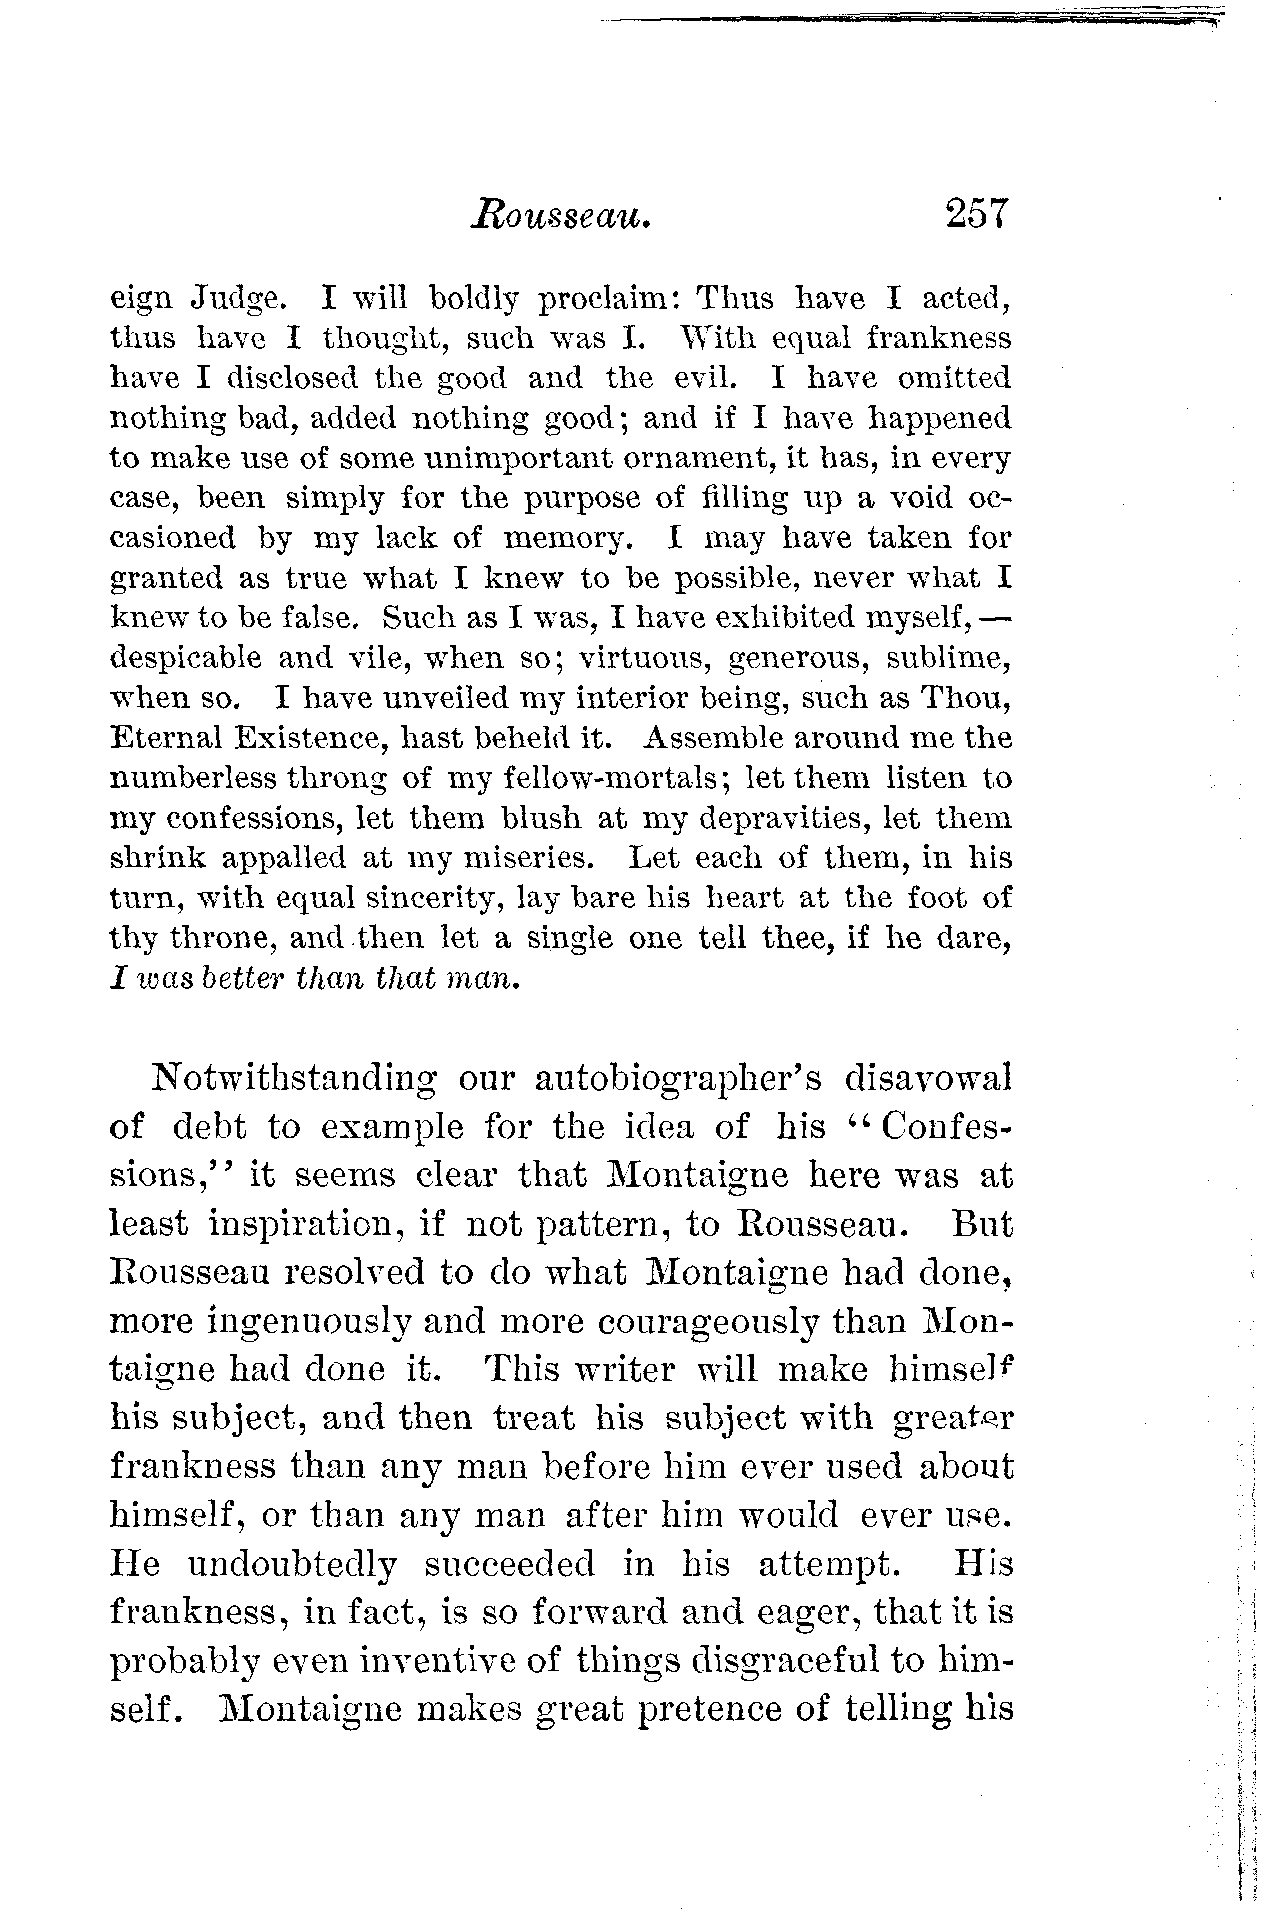 Rousseau. 257
eign Judge. I will boldly proclaim: Thus have I acted,
thus have I thought, such was I. With equal frankness
have I disclosed the good and the evil. I have omitted
nothing bad, added nothing good; and if I have happened
to make use of some unimportant ornament, it has, in every
case, been simply for the purpose of filling up a void oc-
casioned by my lack of memory. I may have taken for
granted as true what I knew to be possible, never what I
knew to be false. Such as I was, I have exhibited myself,—
despicable and vile, when so; virtuous, generous, sublime,
when so. I have unveiled my interior being, such as Thou,
Eternal Existence, hast beheld it. Assemble around me the
numberless throng of my fellow-mortals; let them listen to
my confessions, let them blush at my depravities, let them
shrink appalled at my miseries. Let each of them, in his
turn, with equal sincerity, lay bare his heart at the foot of
thy throne, and then let a single one tell thee, if he dare,
I was better than that man.
Notwithstanding our autobiographer's disavowal
of debt to example for the idea of his “Confes-
sions,” it seems clear that Montaigne here was at
least inspiration, if not pattern, to Rousseau. But
Rousseau resolved to do what Montaigne had done,
more ingenuously and more courageously than Mon-
taigne had done it. This writer will make himself
his subject, and then treat his subject with greater
frankness than any man before him ever used about
himself, or than any man after him would ever use.
He undoubtedly succeeded in his attempt. His
frankness, in fact, is so forward and eager, that it is
probably even inventive of things disgraceful to him-
self. Montaigne makes great pretence of telling his